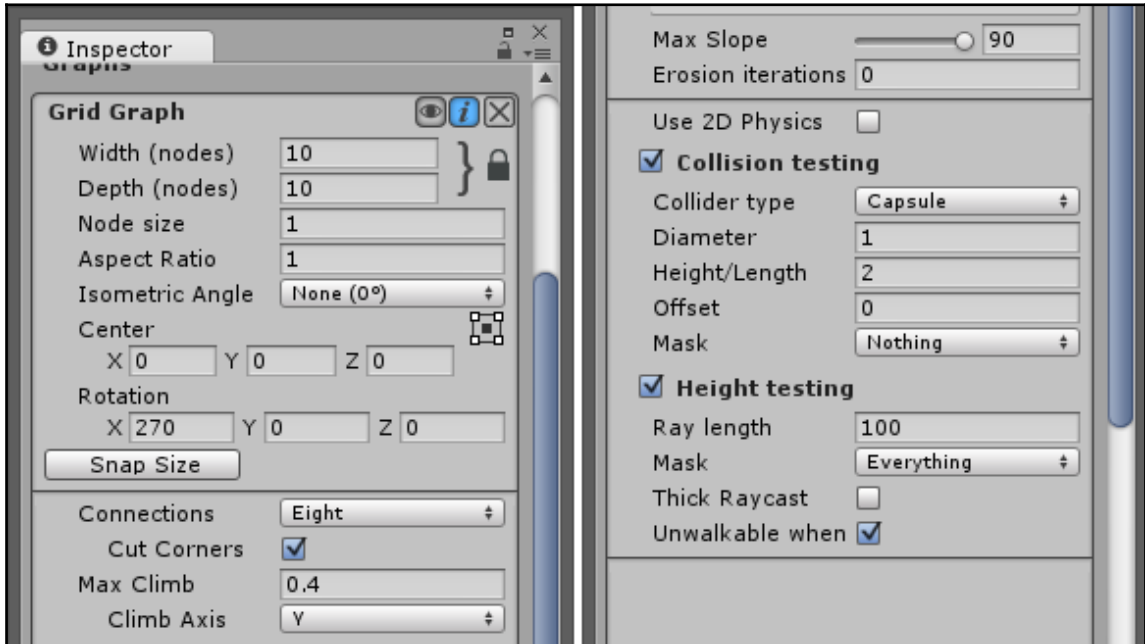 Inspector
Graphs
Grid Graph
Width (nodes) 10
Depth (nodes) 10
Node size 1
Aspect Ratio 1
Isometric Angle None (0°)
Center
X 0 Y 0 Z 0
Rotation
X 270 Y 0 Z 0
Snap Size
Connections Eight
Cut Corners
Max Climb 0.4
Climb Axis Y
Max Slope 90
Erosion iterations 0
Use 2D Physics
Collision testing
Collider type Capsule
Diameter 1
Height/Length 2
Offset 0
Mask Nothing
Height testing
Ray length 100
Mask Everything
Thick Raycast
Unwalkable when